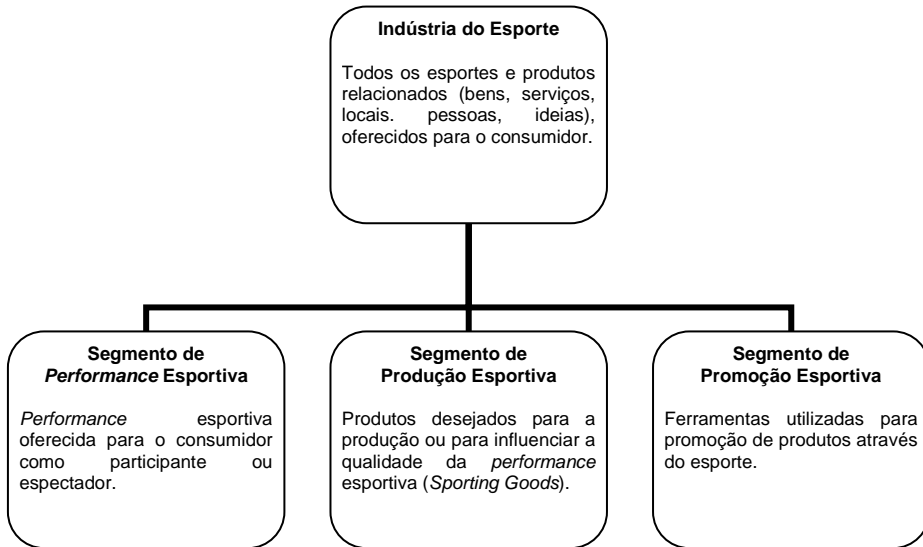 Indústria do Esporte
Todos os esportes e produtos
relacionados (bens, serviços,
locais. pessoas, ideias),
oferecidos para o consumidor.
Segmento de
Performance Esportiva
Performance esportiva
oferecida para o consumidor
como participante ou
espectador.
Segmento de
Produção Esportiva
Produtos desejados para a
produção ou para influenciar a
qualidade da performance
esportiva (Sporting Goods).
Segmento de
Promoção Esportiva
Ferramentas utilizadas para
promoção de produtos através
do esporte.